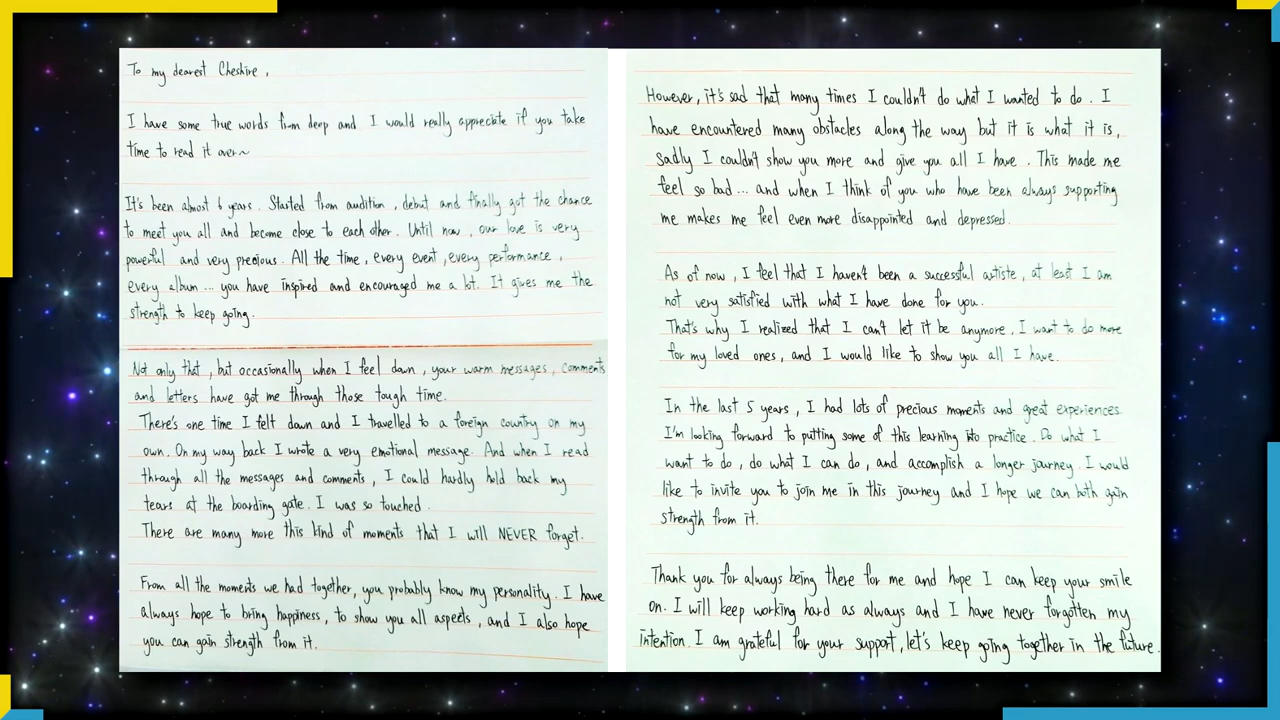 To my dearest Cheshire,
I have some true words from deep and I would really appreciate if you take
time to read it over~
It's been almost 6 years. Started from audition, debut and finally got the chance
to meet you all and become close to each other. Until now, our love is very
powerful and very precious. All the time, every event, every performance,
every album... you have inspired and encouraged me a lot. It gives me the
strength to keep going.
Not only that, but occasionally when I feel down, your warm messages, comments
and letters have got me through those tough time.
There's one time I felt down and I travelled to a foreign country on my
own. On my way back I wrote a very emotional message. And when I read
through all the messages and comments, I could hardly hold back my
tears at the boarding gate. I was so touched.
There are many more this kind of moments that I will NEVER forget.
From all the moments we had together, you probably know my personality. I have
always hope to bring happiness, to show you all aspects, and I also hope
you can gain strength from it.
However, it's sad that many times I couldn't do what I wanted to do. I
have encountered many obstacles along the way but it is what it is,
sadly I couldn't show you more and give you all I have. This made me
feel so bad... and when I think of you who have been always supporting
me makes me feel even more disappointed and depressed.
As of now, I feel that I haven't been a successful artiste, at least I am
not very satisfied with what I have done for you.
That's why I realized that I can't let it be anymore. I want to do more
for my loved ones, and I would like to show you all I have.
In the last 5 years, I had lots of precious moments and great experiences.
I'm looking forward to putting some of this learning into practice. Do what I
want to do, do what I can do, and accomplish a longer journey. I would
like to invite you to join me in this journey and I hope we can both gain
strength from it.
Thank you for always being there for me and hope I can keep your smile
on. I will keep working hard as always and I have never forgotten my
intention. I am grateful for your support, let's keep going together in the future.